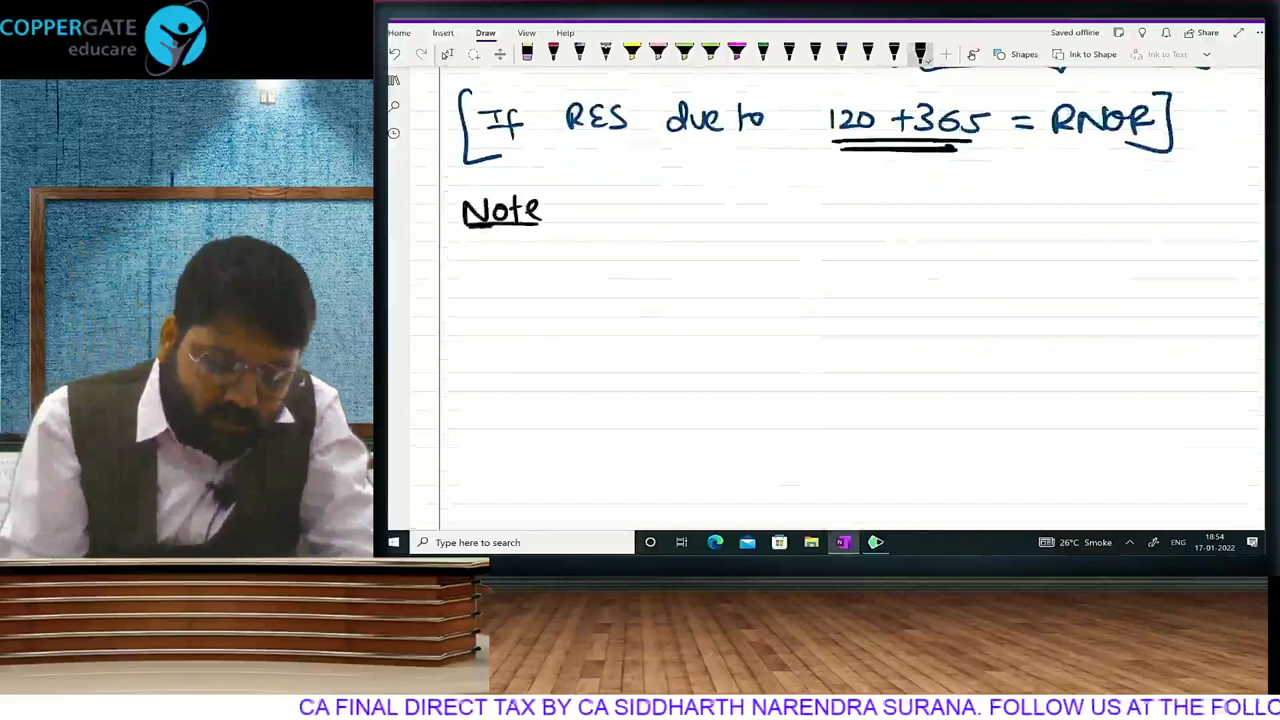 COPPERGATE
educare
Home Insert Draw View Help
Saved offline
Share
Shapes
Ink to Shape
Ink to Text
[If RES due to 120 + 365 = RNOR]
Note
Type here to search
26°C Smoke
ENG
18:54
17-01-2022
CA FINAL DIRECT TAX BY CA SIDDHARTH NARENDRA SURANA. FOLLOW US AT THE FOLLO